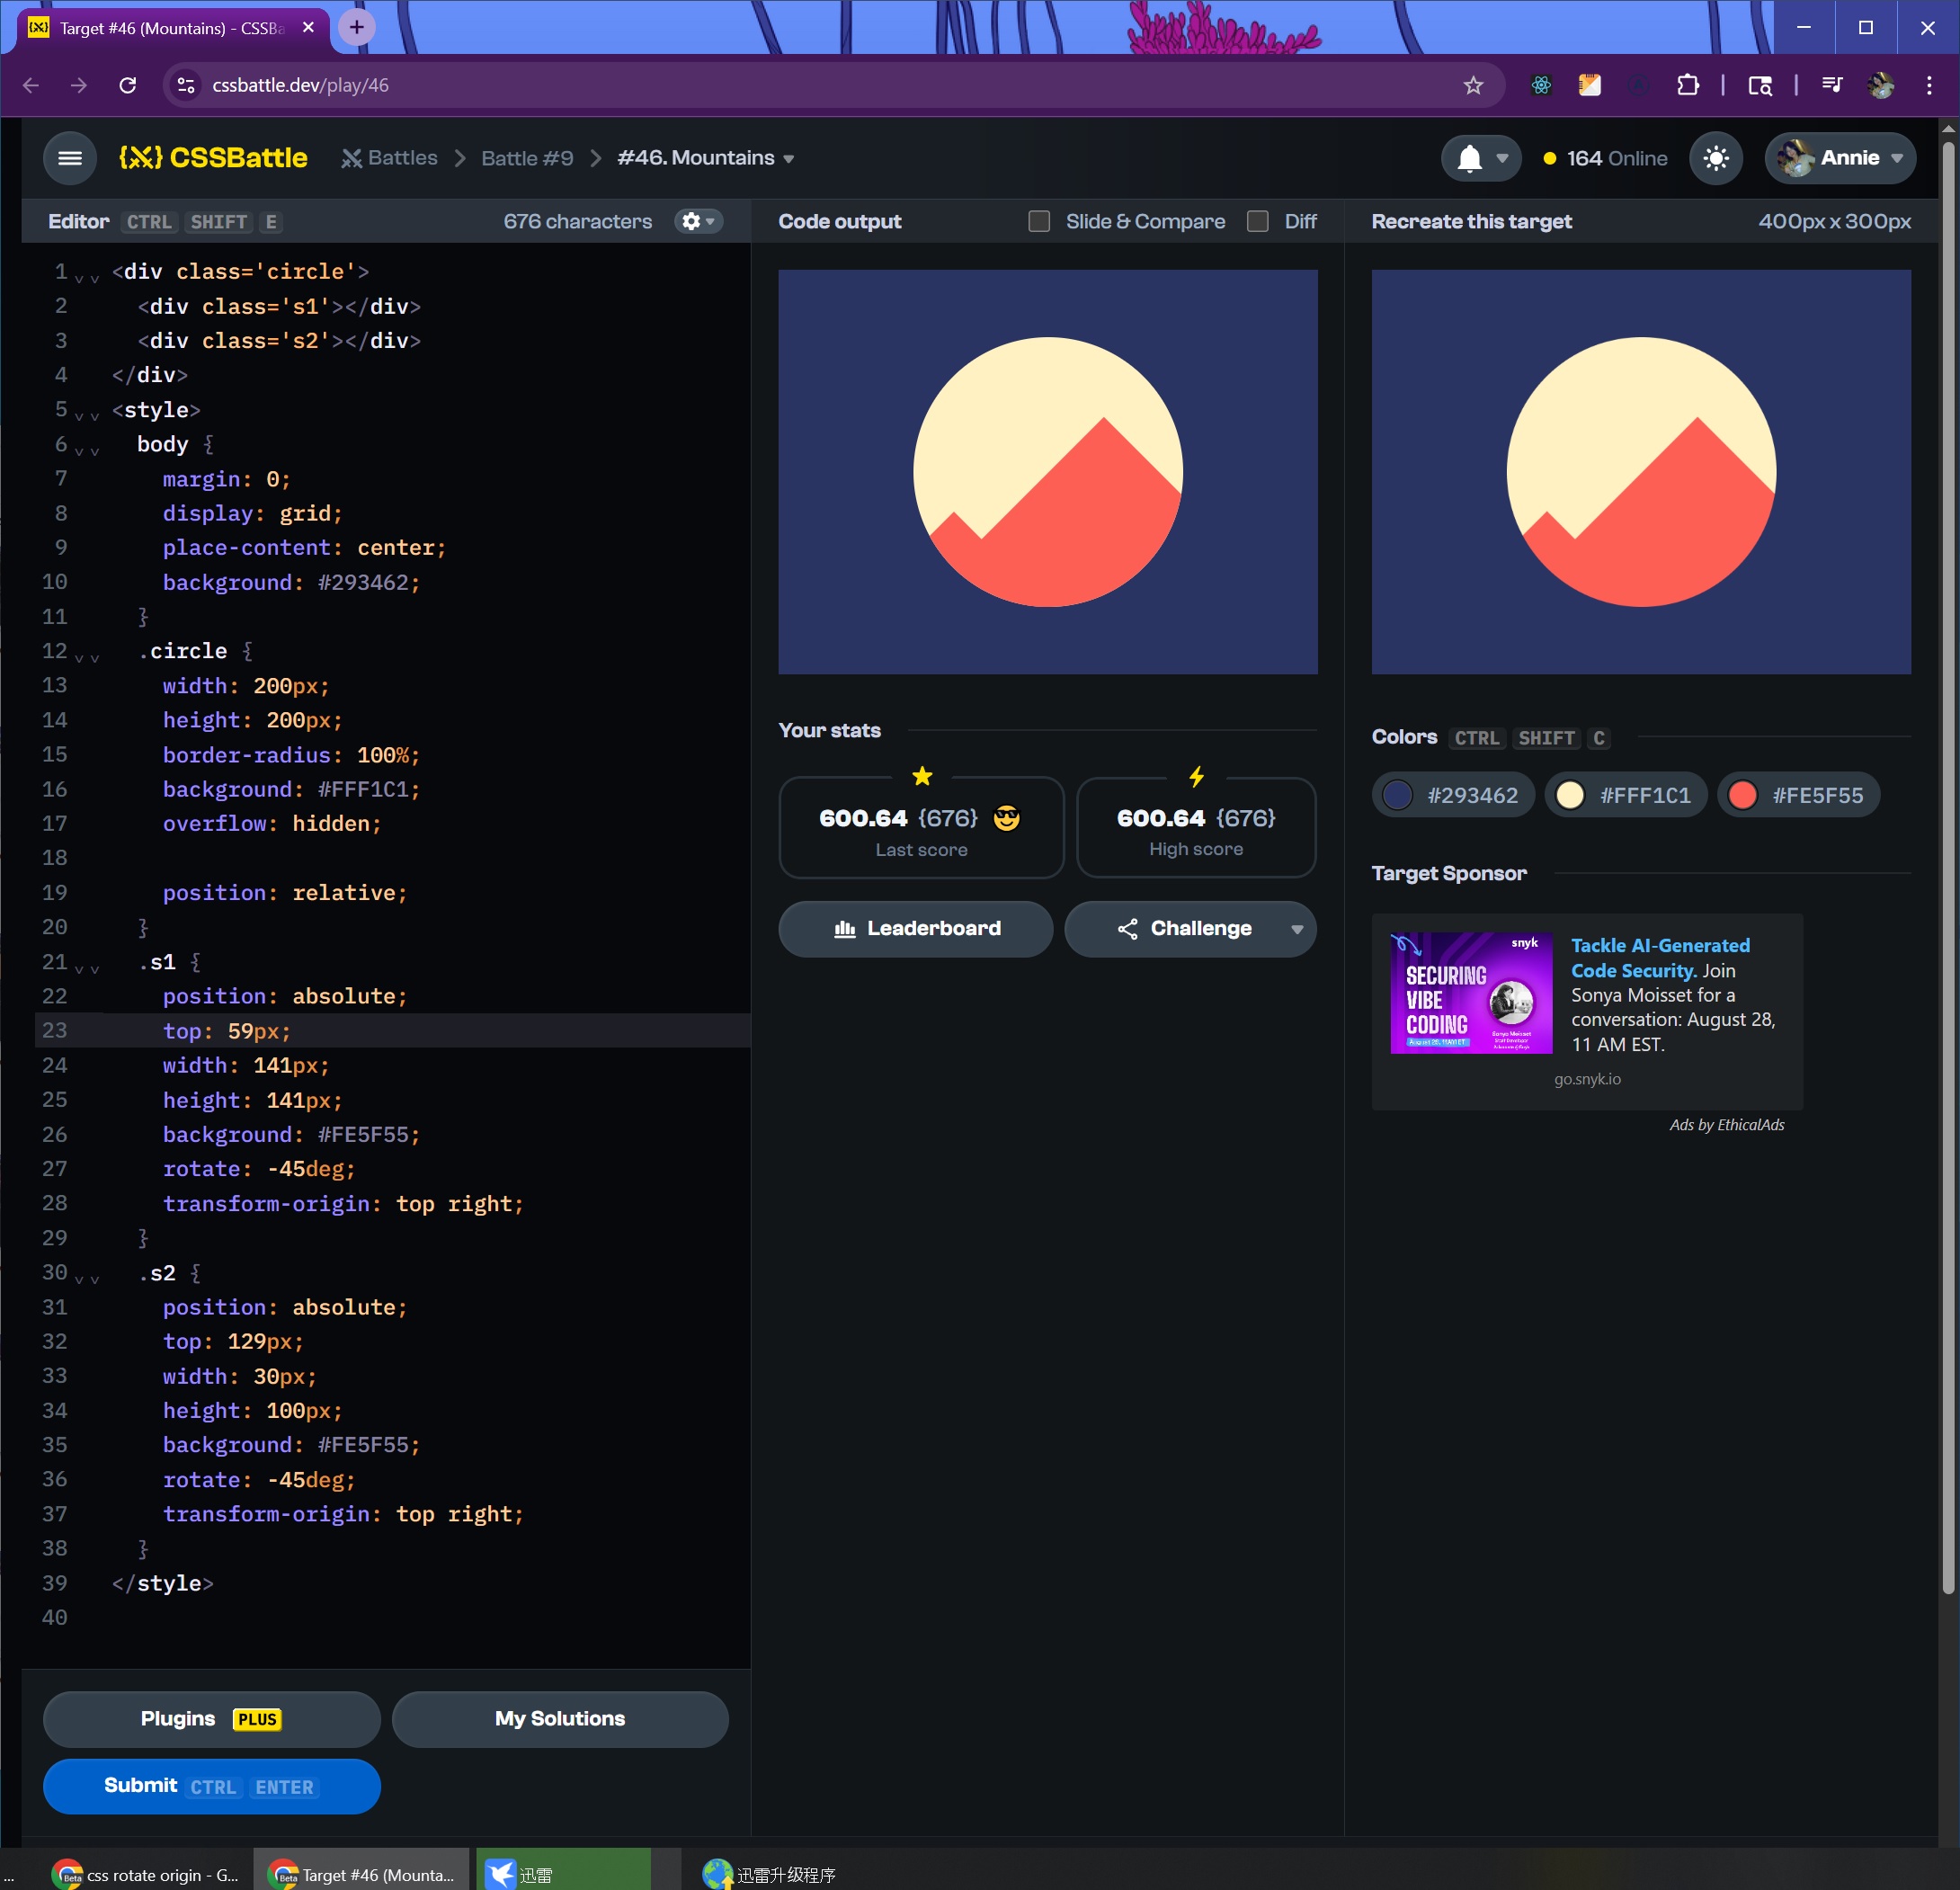 Target #46 (Mountains) - CSSBa
cssbattle.dev/play/46
{X} CSSBattle
Battles
Battle #9
#46. Mountains
164 Online
Annie
Editor CTRL SHIFT E
676 characters
Code output
Slide & Compare
Diff
Recreate this target
400px x 300px
1 <div class='circle'>
2 <div class='s1'></div>
3 <div class='s2'></div>
4 </div>
5 <style>
6 body {
7 margin: 0;
8 display: grid;
9 place-content: center;
10 background: #293462;
11 }
12 .circle {
13 width: 200px;
14 height: 200px;
15 border-radius: 100%;
16 background: #FFF1C1;
17 overflow: hidden;
18
19 position: relative;
20 }
21 .s1 {
22 position: absolute;
23 top: 59px;
24 width: 141px;
25 height: 141px;
26 background: #FE5F55;
27 rotate: -45deg;
28 transform-origin: top right;
29 }
30 .s2 {
31 position: absolute;
32 top: 129px;
33 width: 30px;
34 height: 100px;
35 background: #FE5F55;
36 rotate: -45deg;
37 transform-origin: top right;
38 }
39 </style>
40
Plugins PLUS
My Solutions
Submit CTRL ENTER
Your stats
600.64 {676}
Last score
600.64 {676}
High score
Leaderboard
Challenge
Colors CTRL SHIFT C
#293462
#FFF1C1
#FE5F55
Target Sponsor
snyk
SECURING
VIBE
CODING
Sonya Moisset
Tackle AI-Generated
Code Security. Join
Sonya Moisset for a
conversation: August 28,
11 AM EST.
go.snyk.io
Ads by EthicalAds
...
Beta
css rotate origin - G...
Beta
Target #46 (Mounta...
迅雷
迅雷升级程序